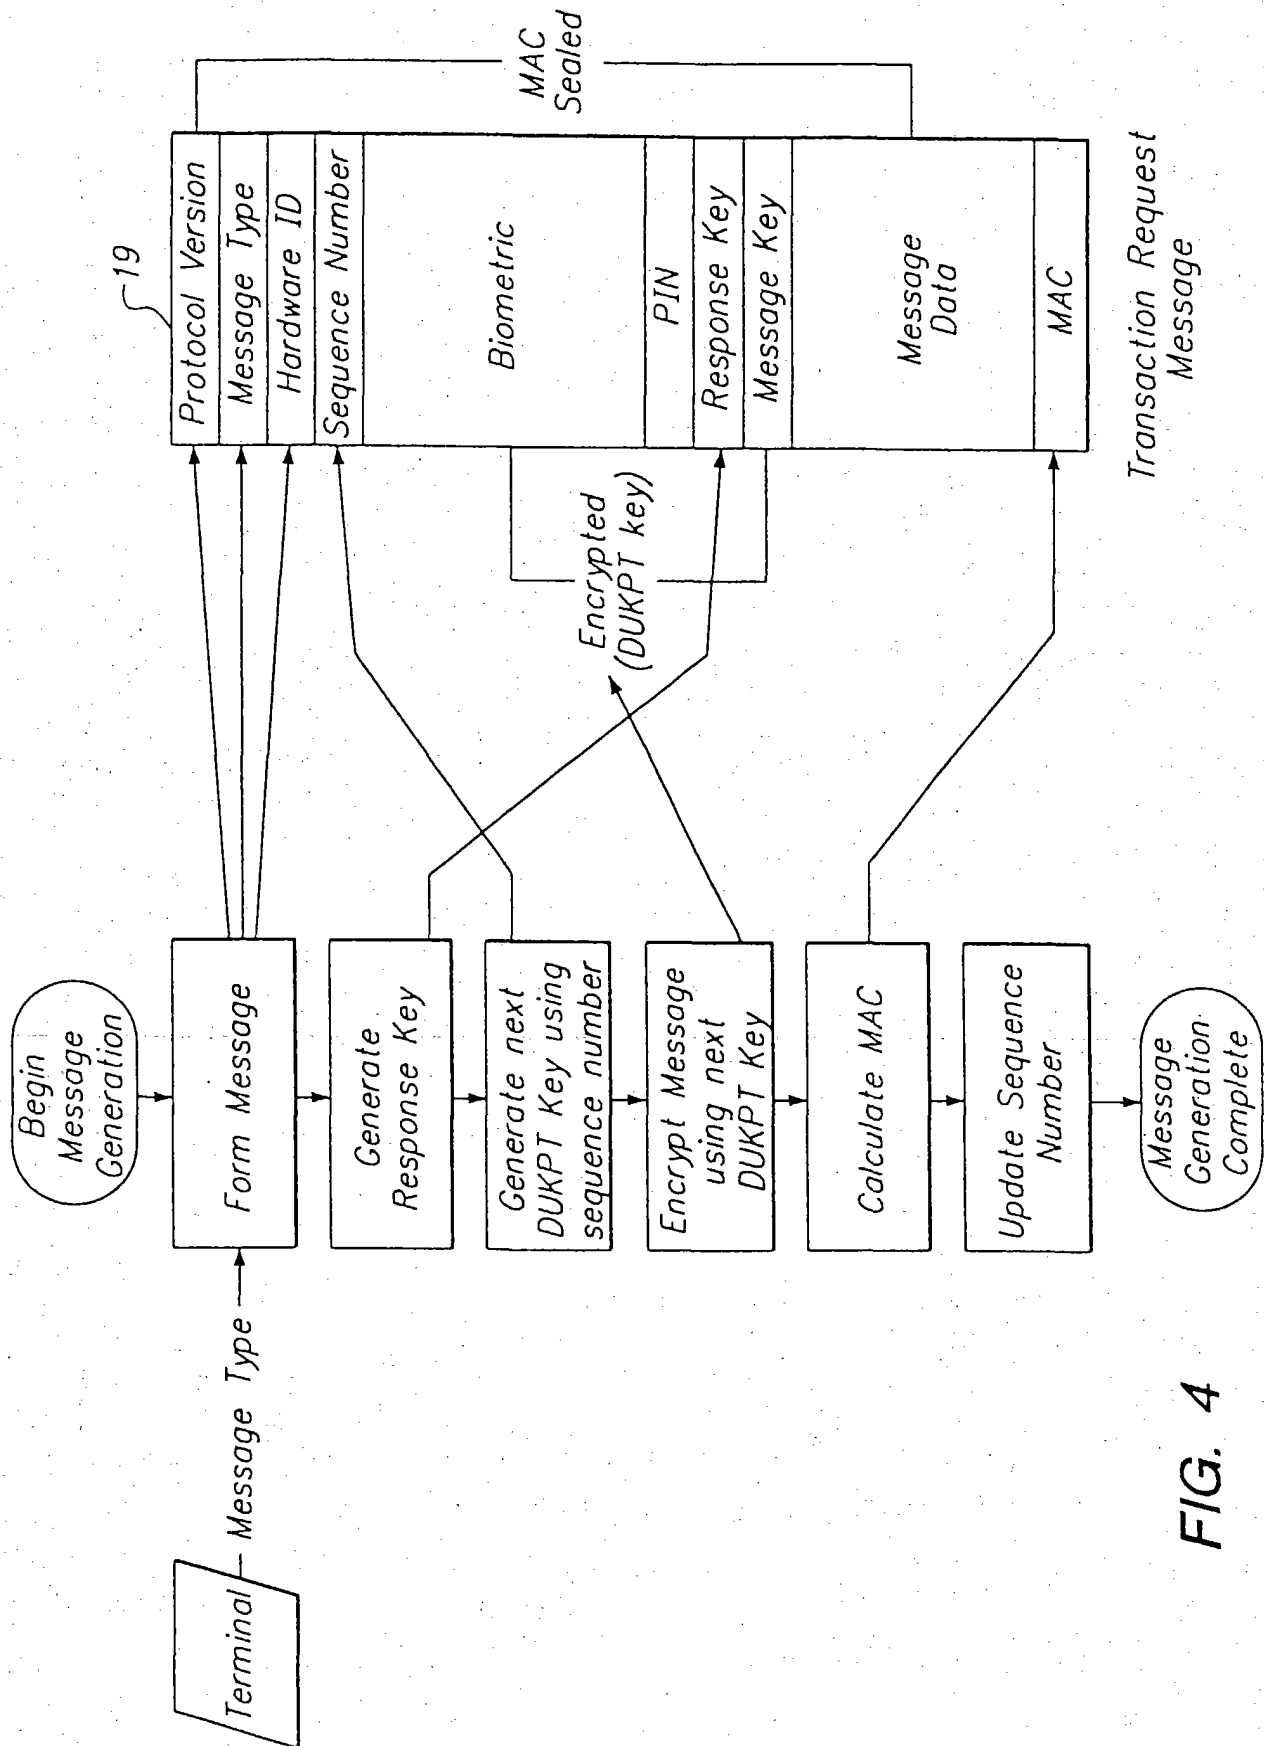 Begin
Message
Generation
Terminal
Message Type
Form Message
Generate
Response Key
Generate next
DUKPT Key using
sequence number
Encrypt Message
using next
DUKPT Key
Calculate MAC
Update Sequence
Number
Message
Generation
Complete
19
Protocol Version
Message Type
Hardware ID
Sequence Number
Biometric
PIN
Response Key
Message Key
Message
Data
MAC
Encrypted
(DUKPT key)
MAC
Sealed
Transaction Request
Message
FIG. 4